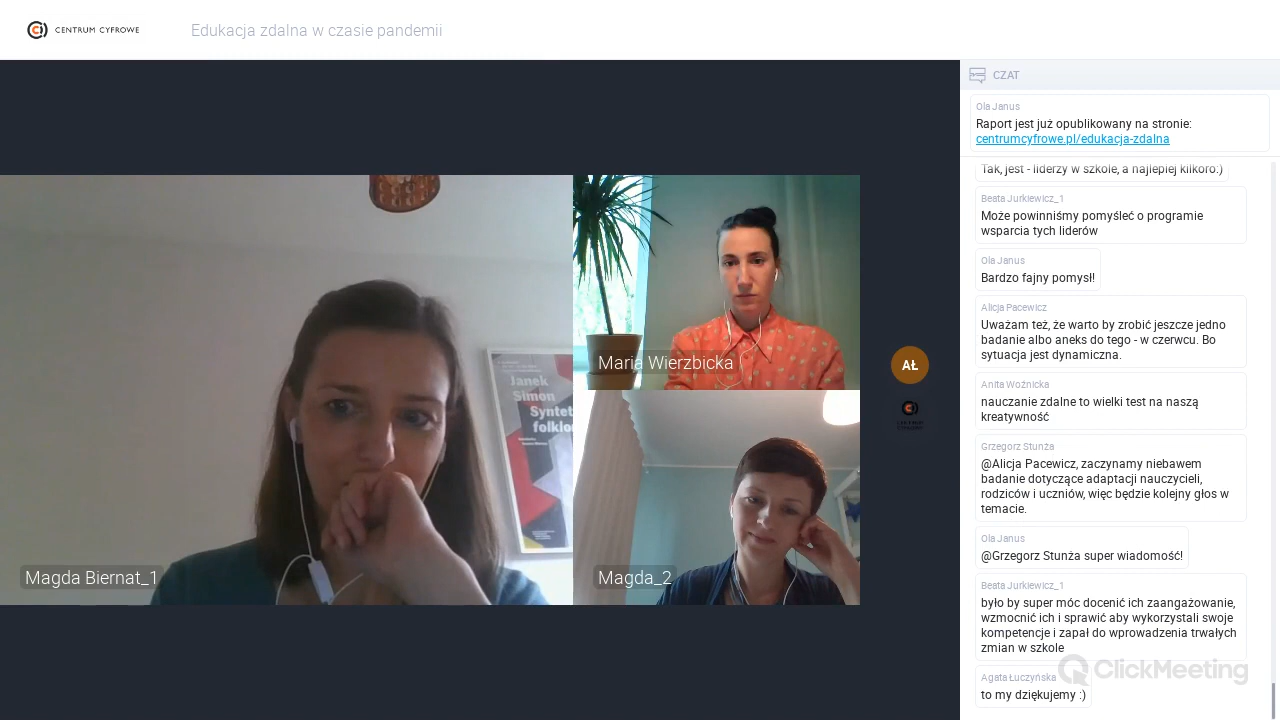 CENTRUM CYFROWE
Edukacja zdalna w czasie pandemii
Janek
Simon
Syntet
folklo
Maria Wierzbicka
Magda Biernat_1
Magda_2
AŁ
CZAT
Ola Janus
Raport jest już opublikowany na stronie:
centrumcyfrowe.pl/edukacja-zdalna
Tak, jest - liderzy w szkole, a najlepiej kilkoro:)
Beata Jurkiewicz_1
Może powinniśmy pomyśleć o programie
wsparcia tych liderów
Ola Janus
Bardzo fajny pomysł!
Alicja Pacewicz
Uważam też, że warto by zrobić jeszcze jedno
badanie albo aneks do tego - w czerwcu. Bo
sytuacja jest dynamiczna.
Anita Woźnicka
nauczanie zdalne to wielki test na naszą
kreatywność
Grzegorz Stunża
@Alicja Pacewicz, zaczynamy niebawem
badanie dotyczące adaptacji nauczycieli,
rodziców i uczniów, więc będzie kolejny głos w
temacie.
Ola Janus
@Grzegorz Stunża super wiadomość!
Beata Jurkiewicz_1
było by super móc docenić ich zaangażowanie,
wzmocnić ich i sprawić aby wykorzystali swoje
kompetencje i zapał do wprowadzenia trwałych
zmian w szkole
ClickMeeting
Agata Łuczyńska
to my dziękujemy :)